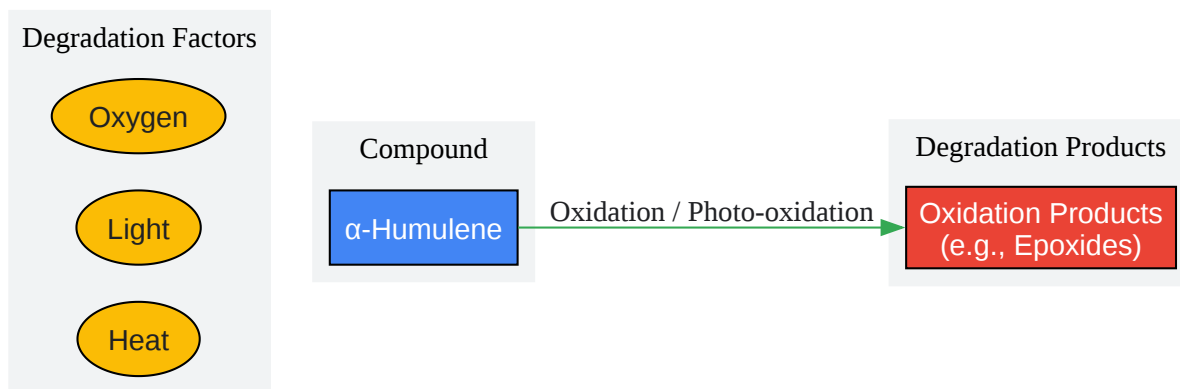 Degradation Factors
Oxygen
Light
Heat
Compound
α-Humulene
Oxidation / Photo-oxidation
Degradation Products
Oxidation Products
(e.g., Epoxides)